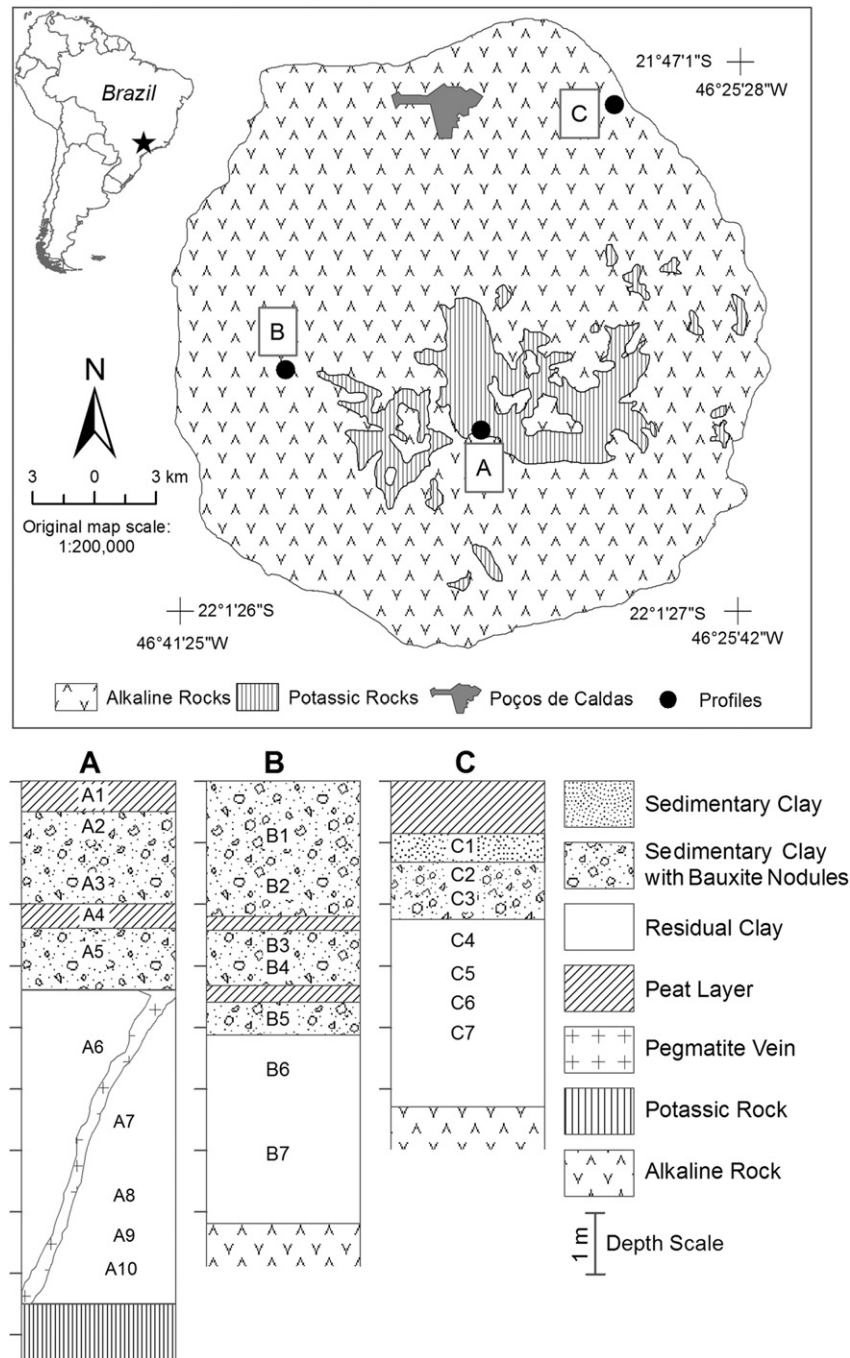 Brazil
21°47'1"S
46°25'28"W
C
B
N
A
3 0 3 km
Original map scale:
1:200,000
22°1'26"S
46°41'25"W
22°1'27"S
46°25'42"W
Alkaline Rocks
Potassic Rocks
Poços de Caldas
Profiles
A
A1
A2
A3
A4
A5
A6
A7
A8
A9
A10
B
B1
B2
B3
B4
B5
B6
B7
C
C1
C2
C3
C4
C5
C6
C7
Sedimentary Clay
Sedimentary Clay
with Bauxite Nodules
Residual Clay
Peat Layer
Pegmatite Vein
Potassic Rock
Alkaline Rock
1 m
Depth Scale